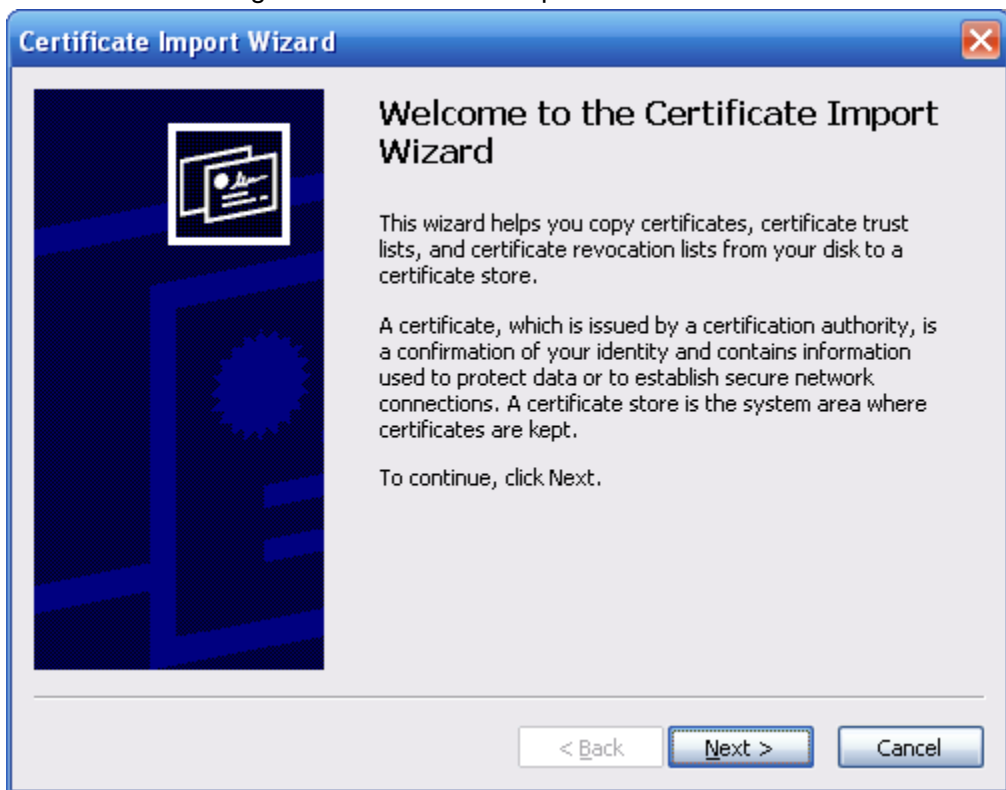 Certificate Import Wizard
Welcome to the Certificate Import
Wizard
This wizard helps you copy certificates, certificate trust
lists, and certificate revocation lists from your disk to a
certificate store.
A certificate, which is issued by a certification authority, is
a confirmation of your identity and contains information
used to protect data or to establish secure network
connections. A certificate store is the system area where
certificates are kept.
To continue, click Next.
< Back
Next >
Cancel